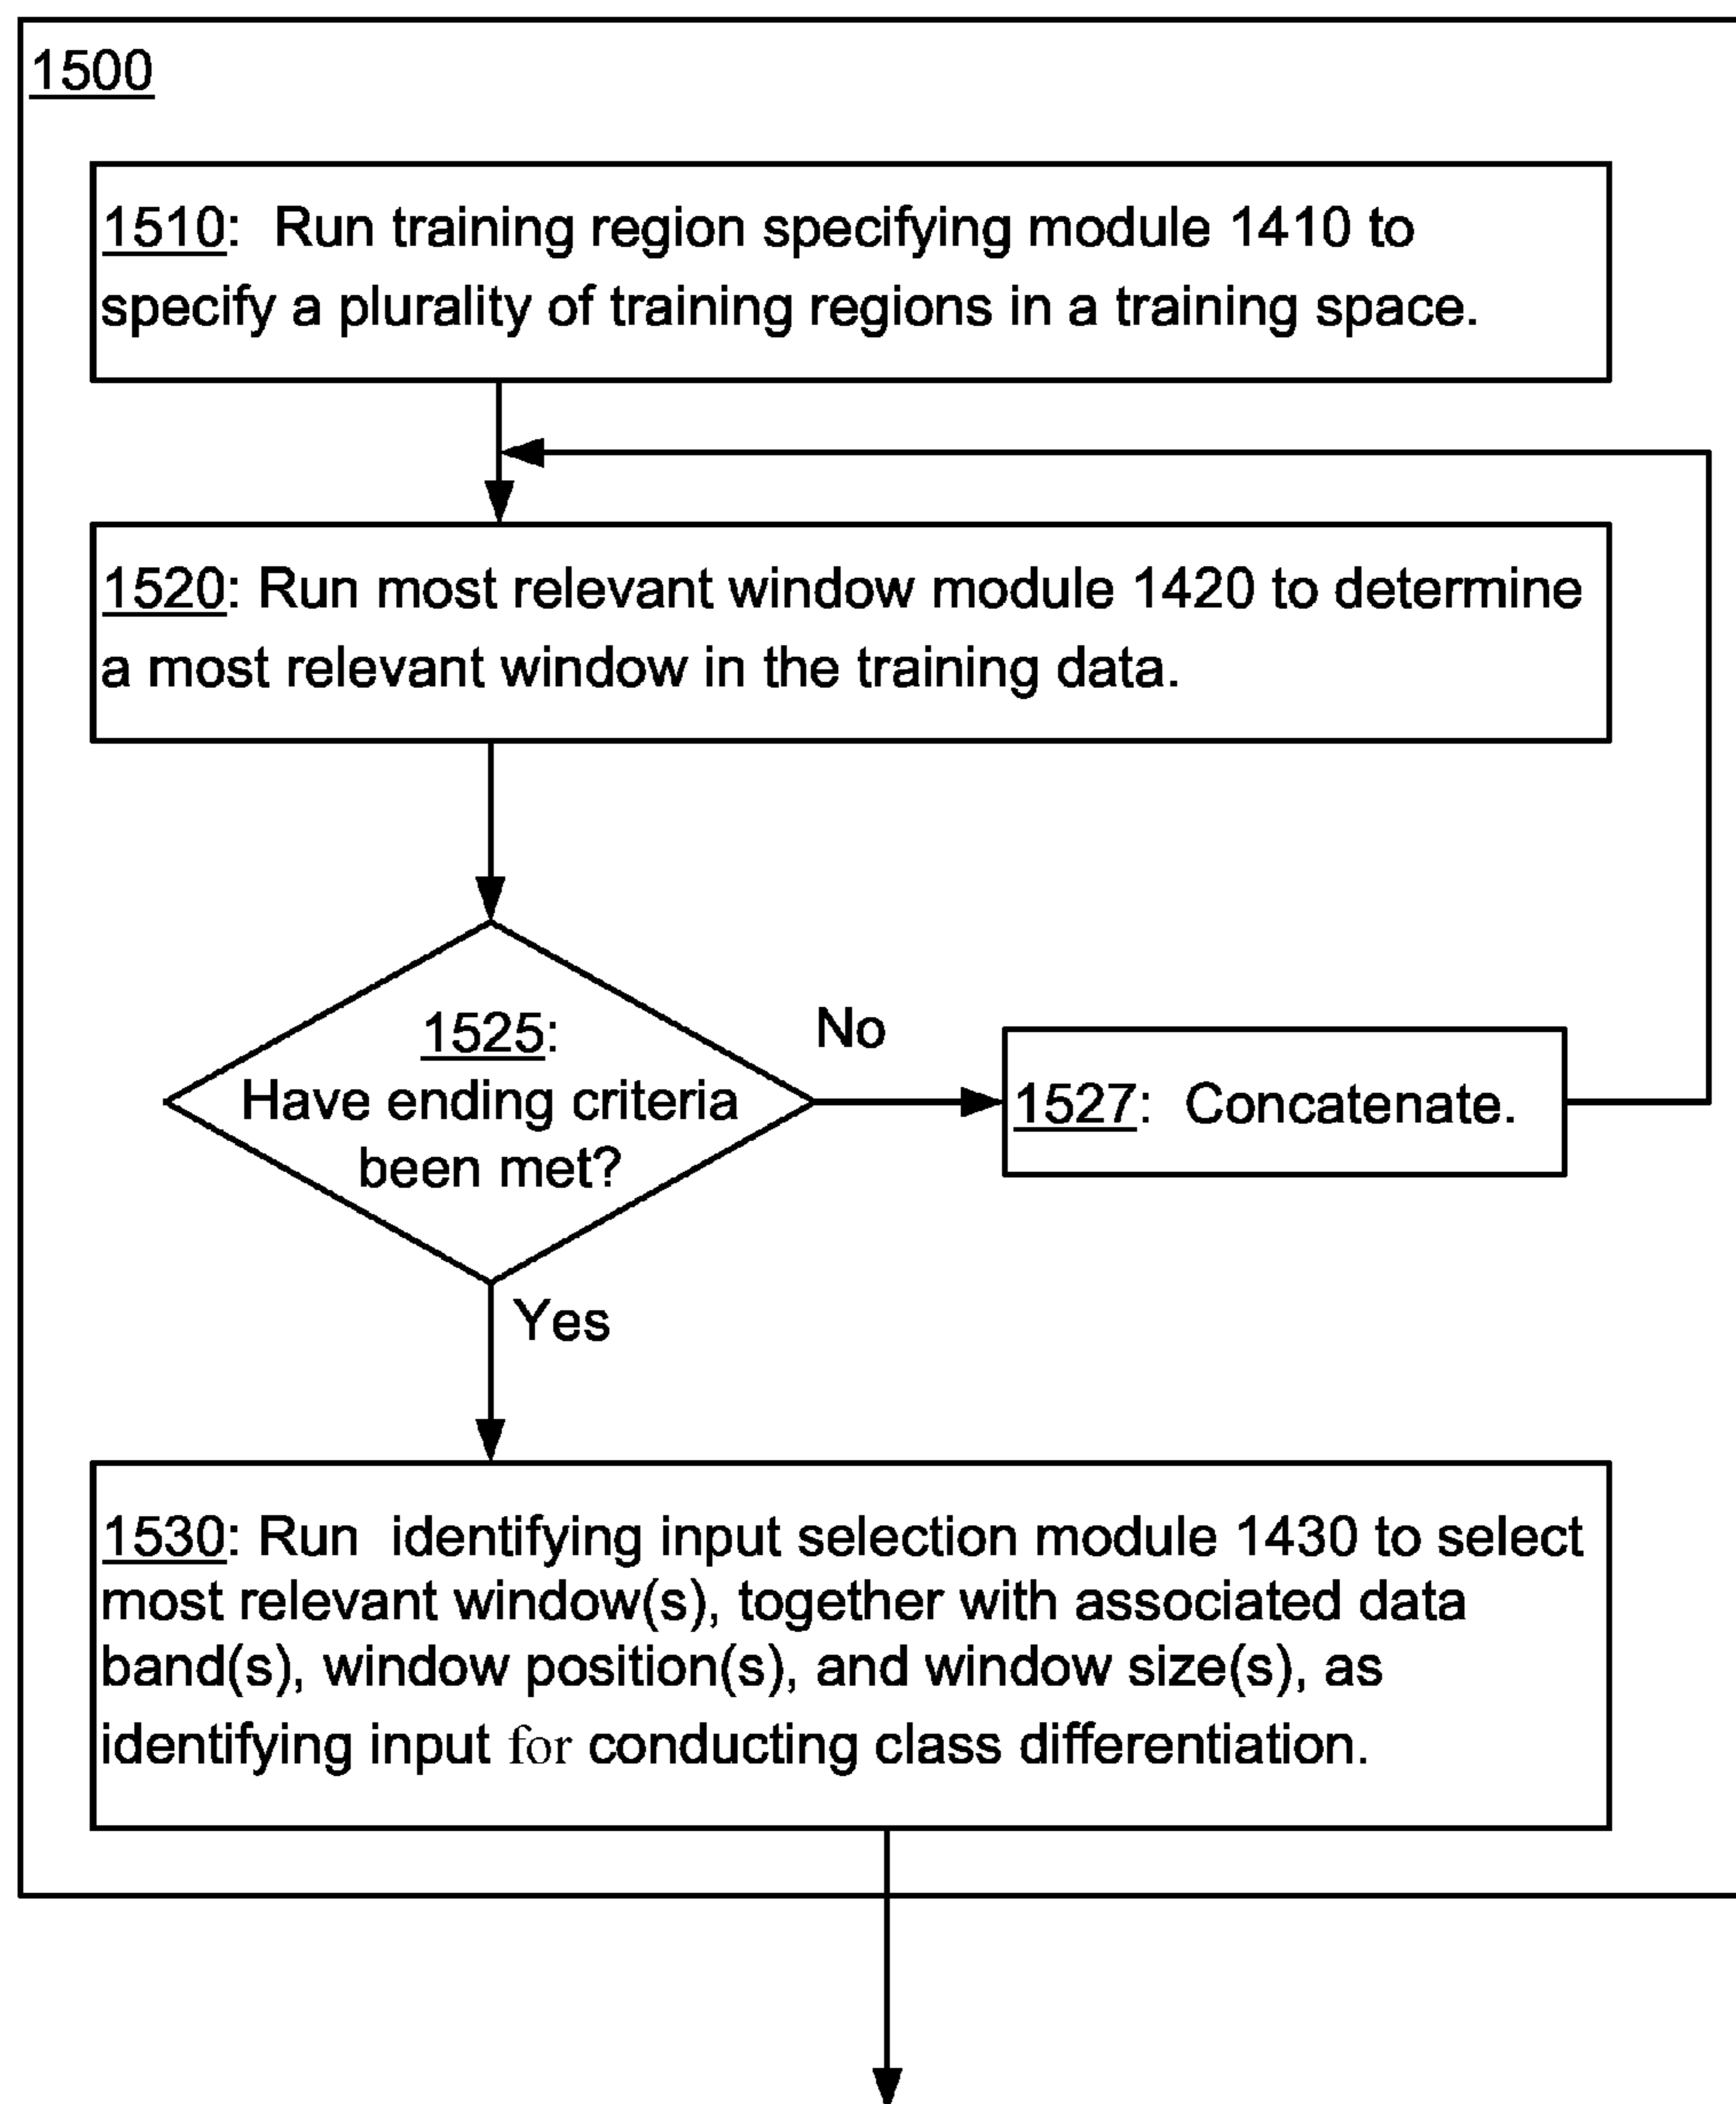 1500
1510: Run training region specifying module 1410 to
specify a plurality of training regions in a training space.
1520: Run most relevant window module 1420 to determine
a most relevant window in the training data.
1525:
Have ending criteria
been met?
No
1527: Concatenate.
Yes
1530: Run identifying input selection module 1430 to select
most relevant window(s), together with associated data
band(s), window position(s), and window size(s), as
identifying input for conducting class differentiation.